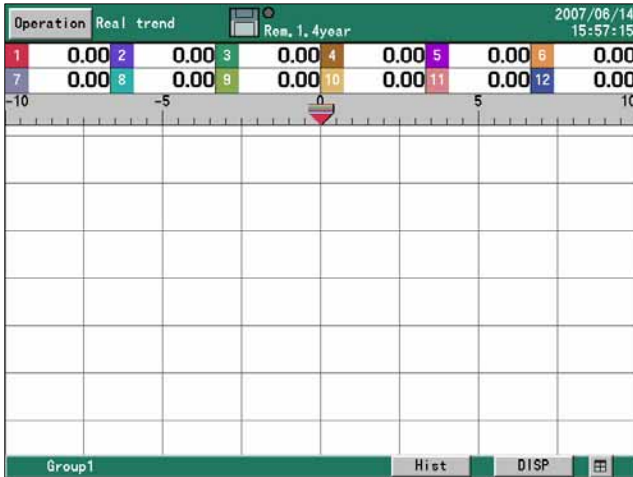 Operation Real trend Rem. 1.4year 2007/06/14
15:57:15
1 0.00 2 0.00 3 0.00 4 0.00 5 0.00 6 0.00
7 0.00 8 0.00 9 0.00 10 0.00 11 0.00 12 0.00
-10 -5 0 5 10
Group1 Hist DISP